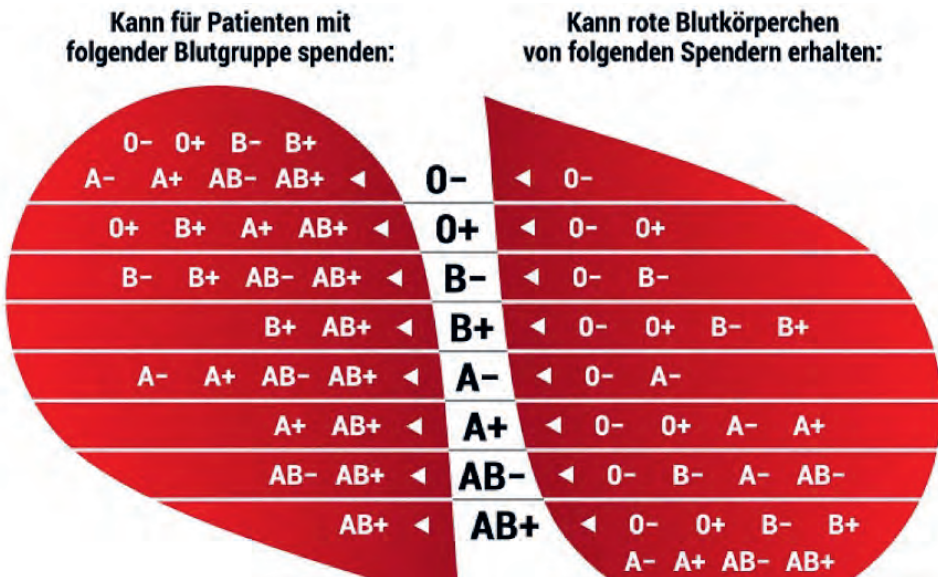 Kann für Patienten mit
folgender Blutgruppe spenden:
Kann rote Blutkörperchen
von folgenden Spendern erhalten:
0− 0+ B− B+
A− A+ AB− AB+ ◄ 0− ◄ 0−
0+ B+ A+ AB+ ◄ 0+ ◄ 0− 0+
B− B+ AB− AB+ ◄ B− ◄ 0− B−
B+ AB+ ◄ B+ ◄ 0− 0+ B− B+
A− A+ AB− AB+ ◄ A− ◄ 0− A−
A+ AB+ ◄ A+ ◄ 0− 0+ A− A+
AB− AB+ ◄ AB− ◄ 0− B− A− AB−
AB+ ◄ AB+ ◄ 0− 0+ B− B+
A− A+ AB− AB+